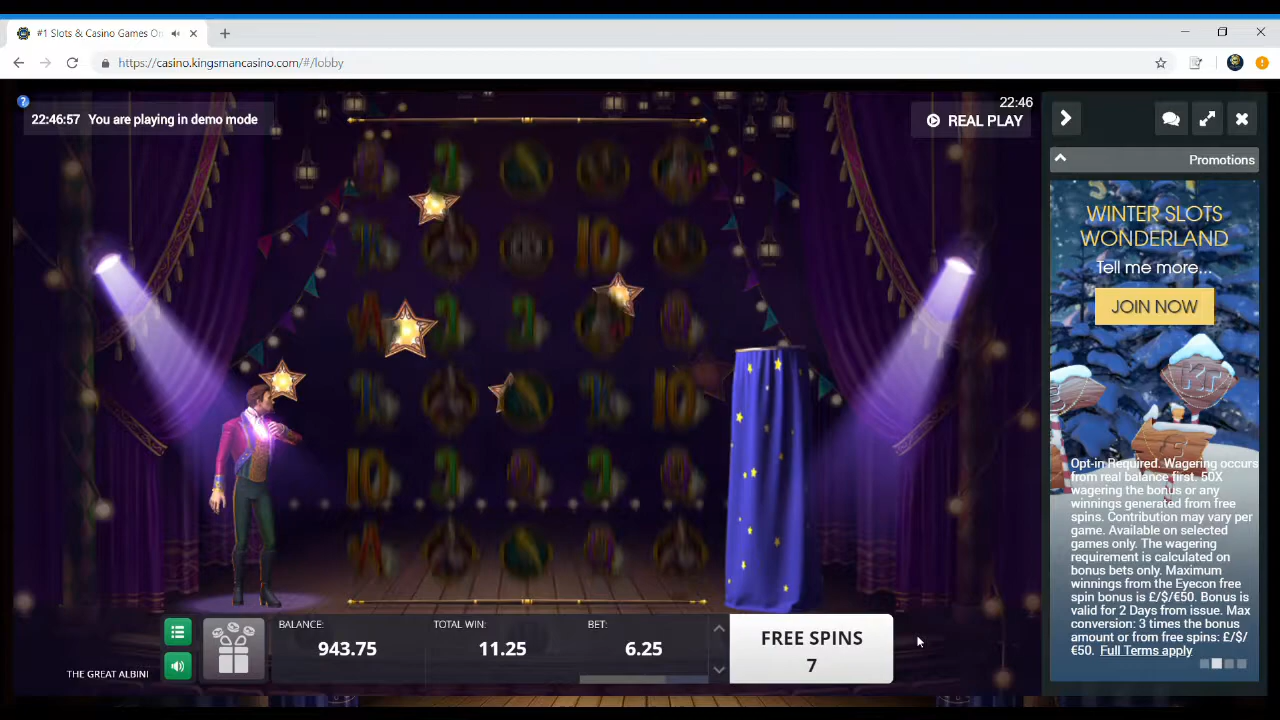 #1 Slots & Casino Games On
https://casino.kingsmancasino.com/#/lobby
22:46:57 You are playing in demo mode
22:46
REAL PLAY
Promotions
WINTER SLOTS
WONDERLAND
Tell me more...
JOIN NOW
Opt-in Required. Wagering occurs
from real balance first. 50X
wagering the bonus or any
winnings generated from free
spins. Contribution may vary per
game. Available on selected
games only. The wagering
requirement is calculated on
bonus bets only. Maximum
winnings from the Eyecon free
spin bonus is £/$/€50. Bonus is
valid for 2 Days from issue. Max
conversion: 3 times the bonus
amount or from free spins: £/$/
€50. Full Terms apply
10
A
10
10
A
THE GREAT ALBINI
BALANCE:
943.75
TOTAL WIN:
11.25
BET:
6.25
FREE SPINS
7